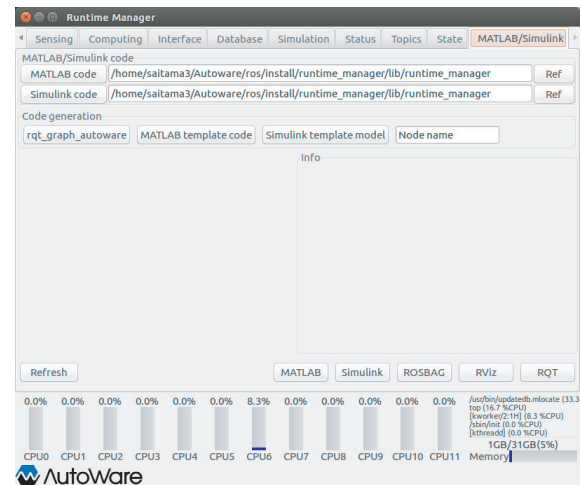 Runtime Manager
Sensing Computing Interface Database Simulation Status Topics State MATLAB/Simulink
MATLAB/Simulink code
MATLAB code /home/saitama3/Autoware/ros/install/runtime_manager/lib/runtime_manager Ref
Simulink code /home/saitama3/Autoware/ros/install/runtime_manager/lib/runtime_manager Ref
Code generation
rqt_graph_autoware MATLAB template code Simulink template model Node name
Info
Refresh MATLAB Simulink ROSBAG RViz RQT
0.0% 0.0% 0.0% 0.0% 0.0% 0.0% 8.3% 0.0% 0.0% 0.0% 0.0% 0.0%
/usr/bin/updatedb.mlocate (33.3
top (16.7 %CPU)
[kworker/2:1H] (8.3 %CPU)
/sbin/init (0.0 %CPU)
[kthreadd] (0.0 %CPU)
1GB/31GB(5%)
CPU0 CPU1 CPU2 CPU3 CPU4 CPU5 CPU6 CPU7 CPU8 CPU9 CPU10 CPU11 Memory
AutoWare